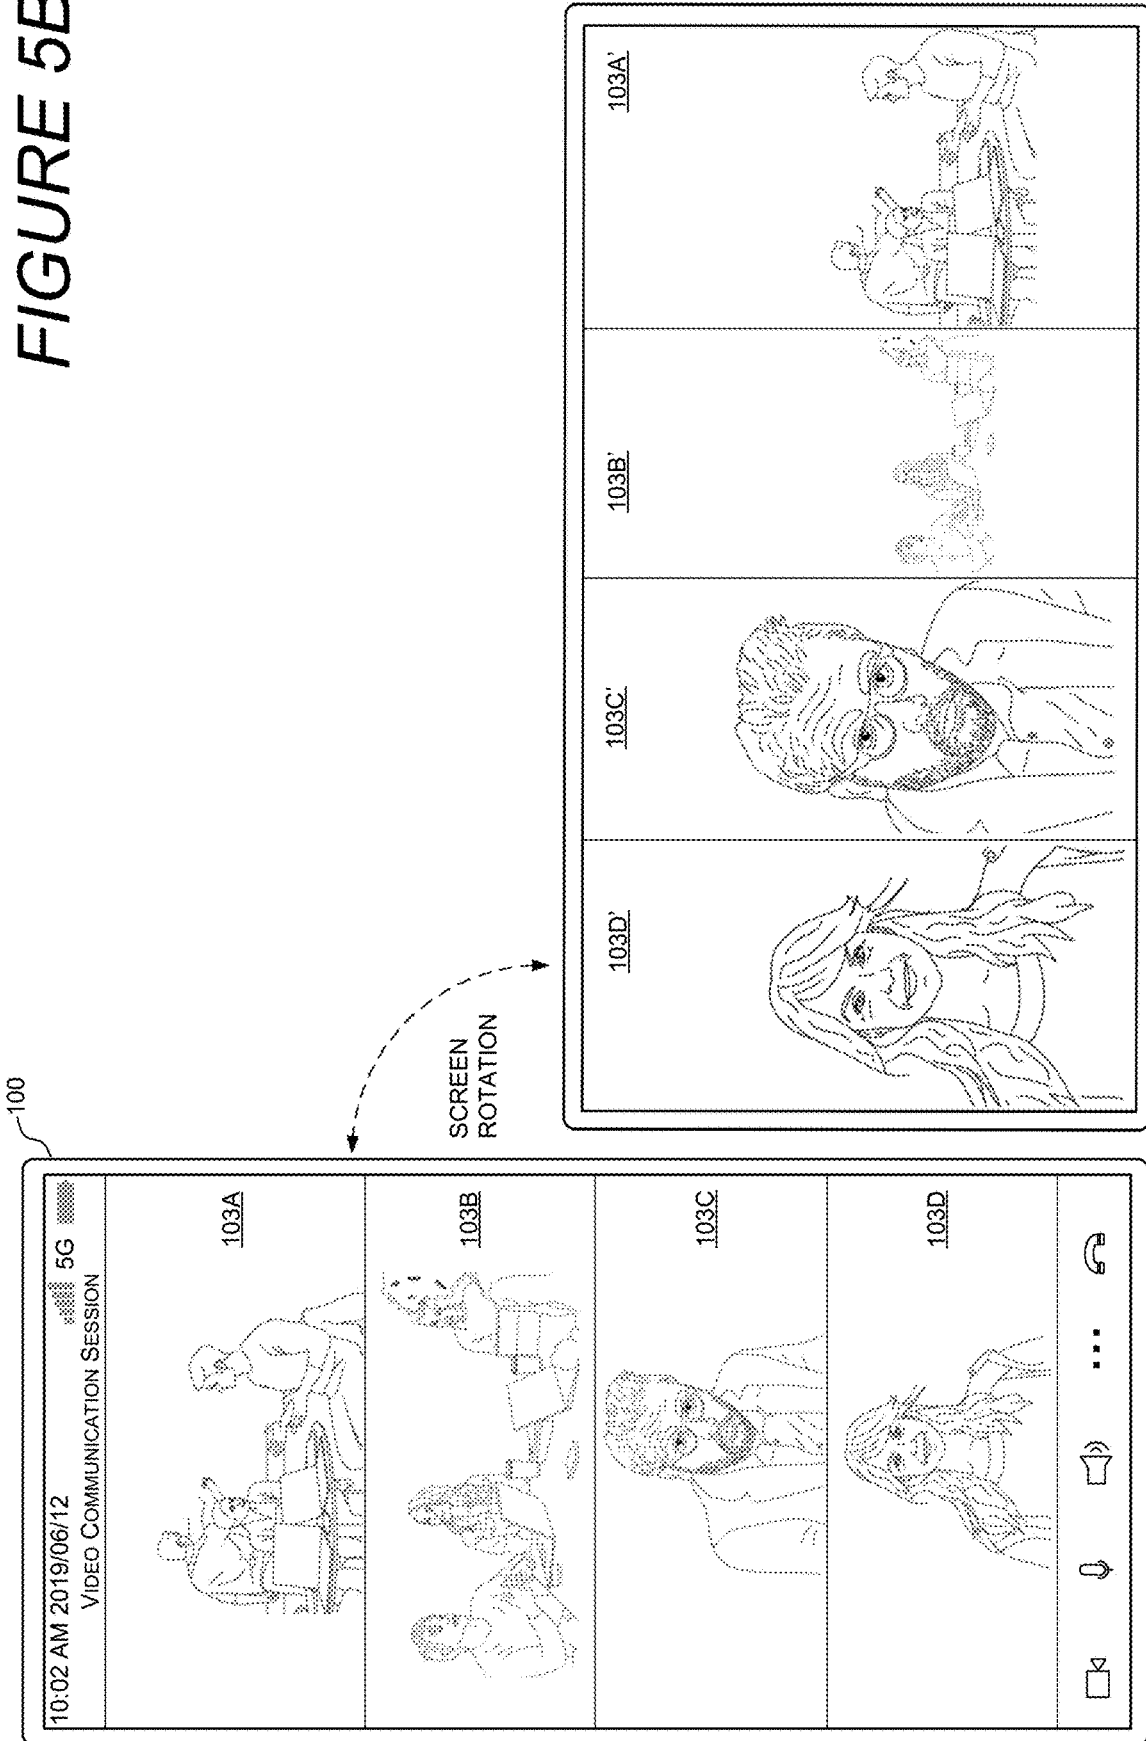 FIGURE 5B
100
10:02 AM 2019/06/12
5G
VIDEO COMMUNICATION SESSION
103A
103B
103C
103D
SCREEN
ROTATION
103D'
103C'
103B'
103A'